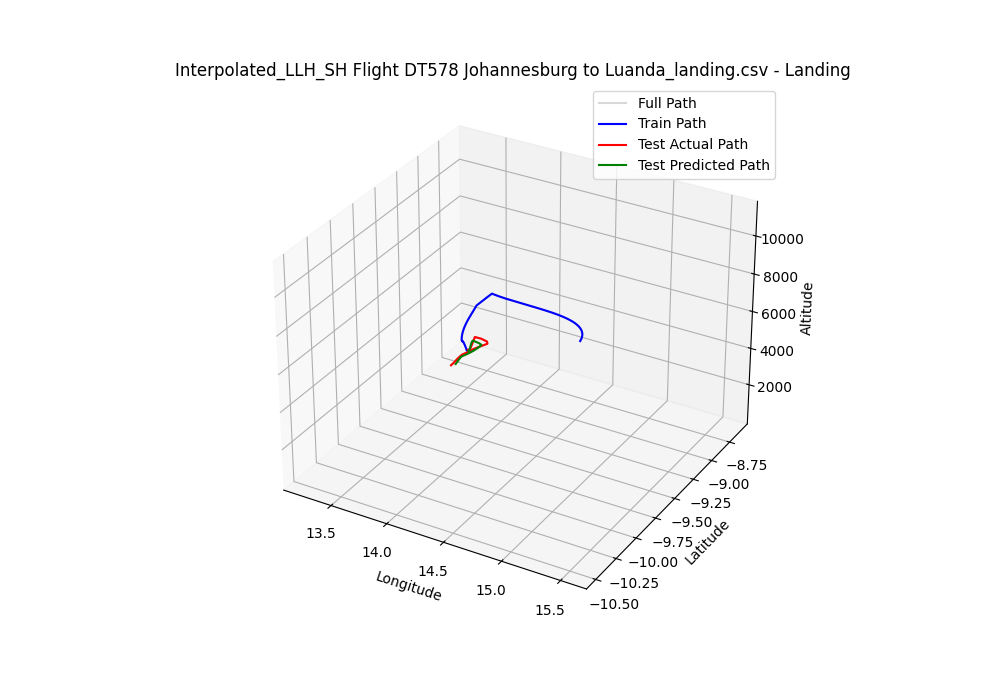 Interpolated_LLH_SH Flight DT578 Johannesburg to Luanda_landing.csv - Landing
Full Path
Train Path
Test Actual Path
Test Predicted Path
10000
8000
6000
4000
2000
Altitude
−8.75
−9.00
−9.25
−9.50
−9.75
−10.00
−10.25
−10.50
Latitude
13.5
14.0
14.5
15.0
15.5
Longitude